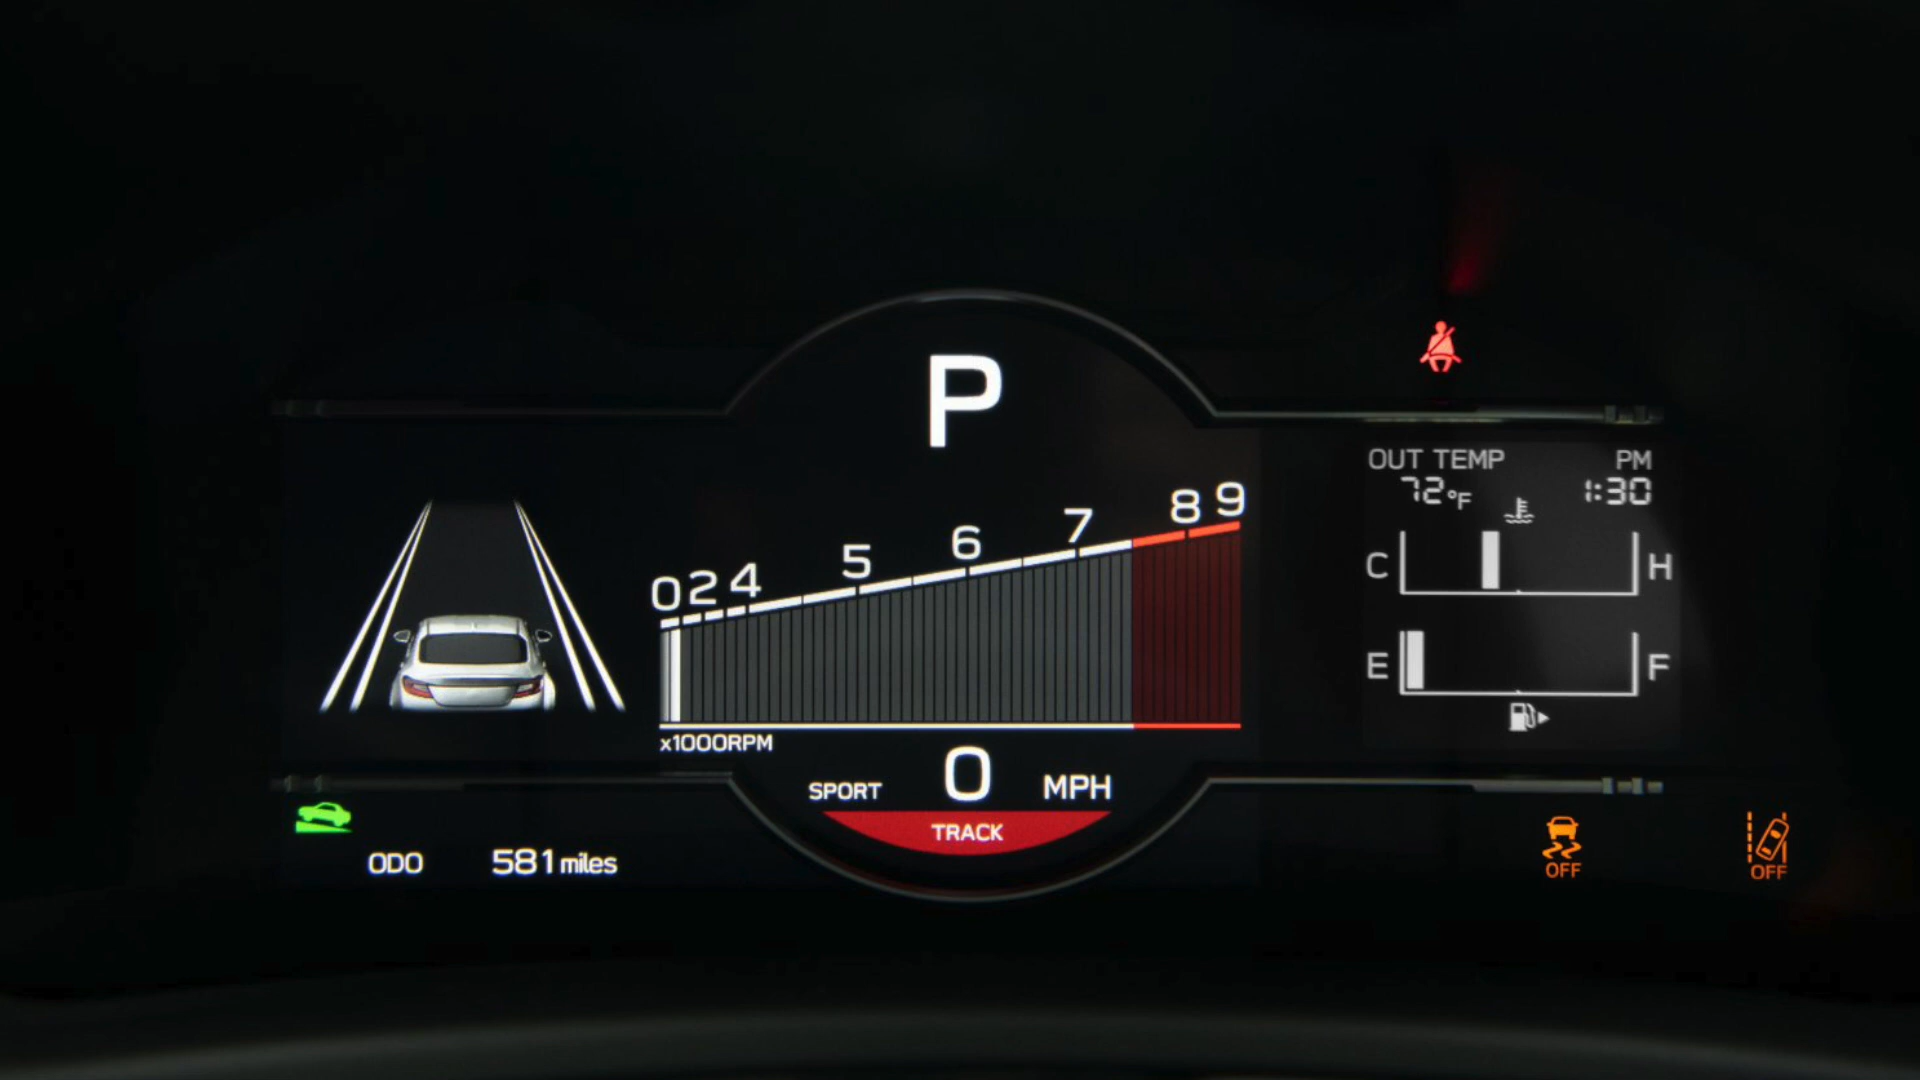 P
OUT TEMP PM
72°F 1:30
C H
E F
0 2 4 5 6 7 8 9
x1000RPM
SPORT 0 MPH
TRACK
ODO 581 miles
OFF
OFF